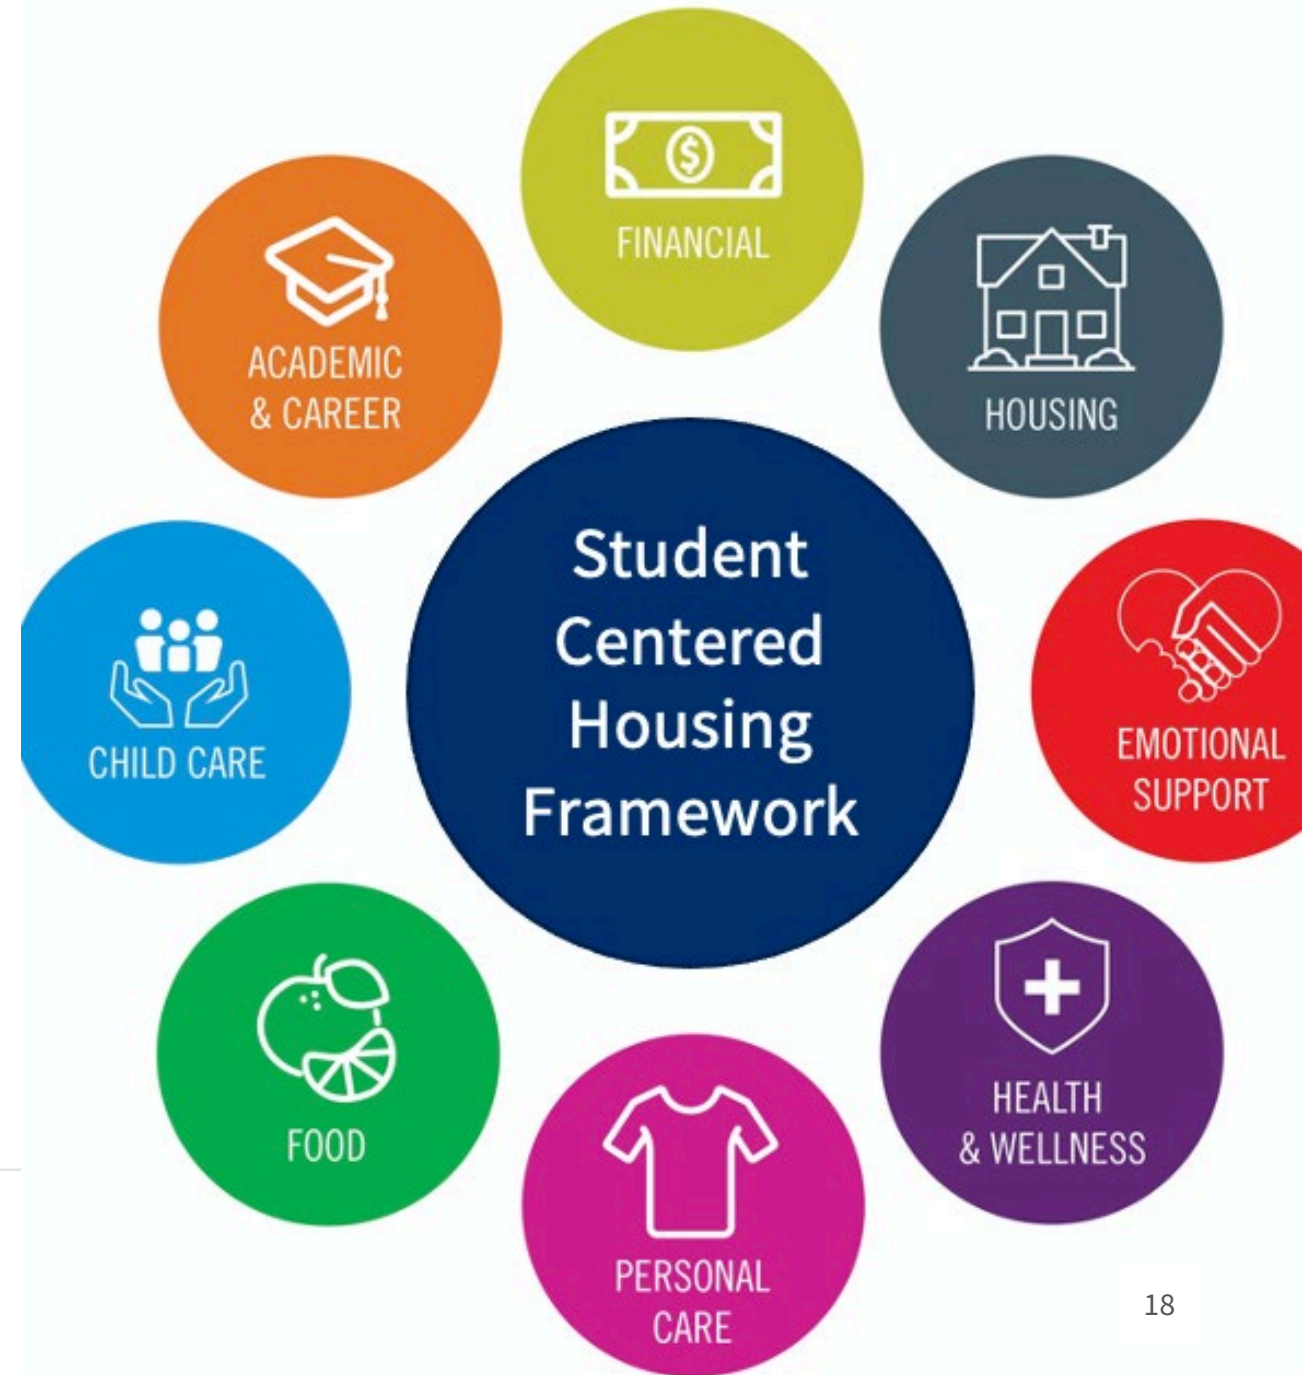 $
FINANCIAL
HOUSING
EMOTIONAL
SUPPORT
HEALTH
& WELLNESS
PERSONAL
CARE
FOOD
CHILD CARE
ACADEMIC
& CAREER
Student
Centered
Housing
Framework
18